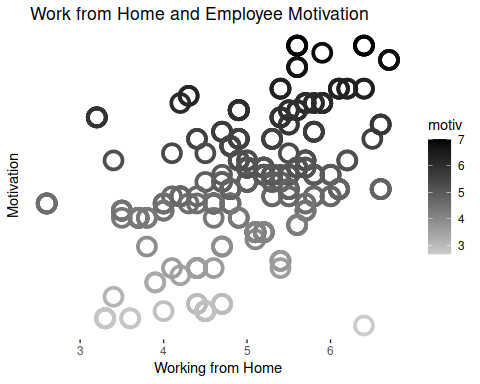 Work from Home and Employee Motivation
Motivation
motiv
7
6
5
4
3
3 4 5 6
Working from Home